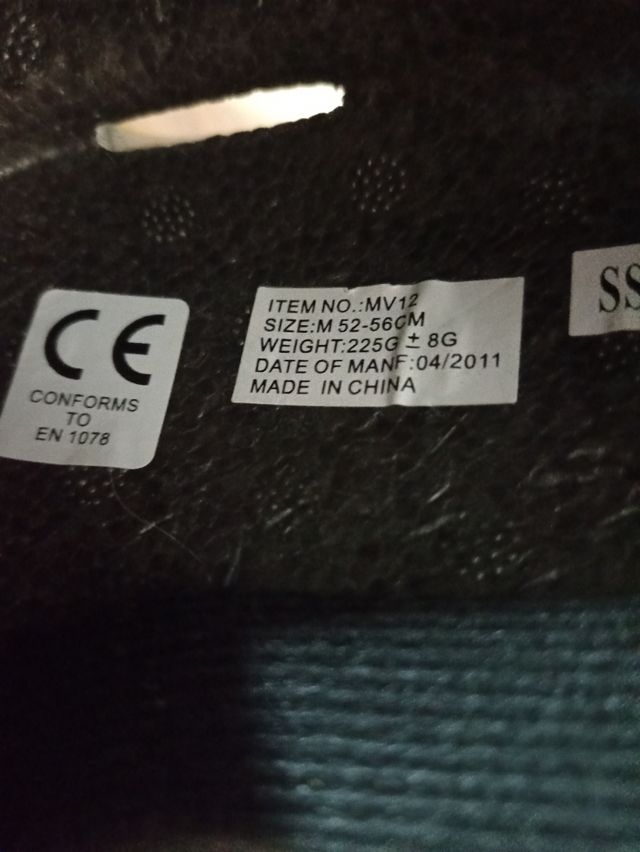 CE
CONFORMS
TO
EN 1078
ITEM NO.:MV12
SIZE:M 52-56CM
WEIGHT:225G ± 8G
DATE OF MANF:04/2011
MADE IN CHINA
SS